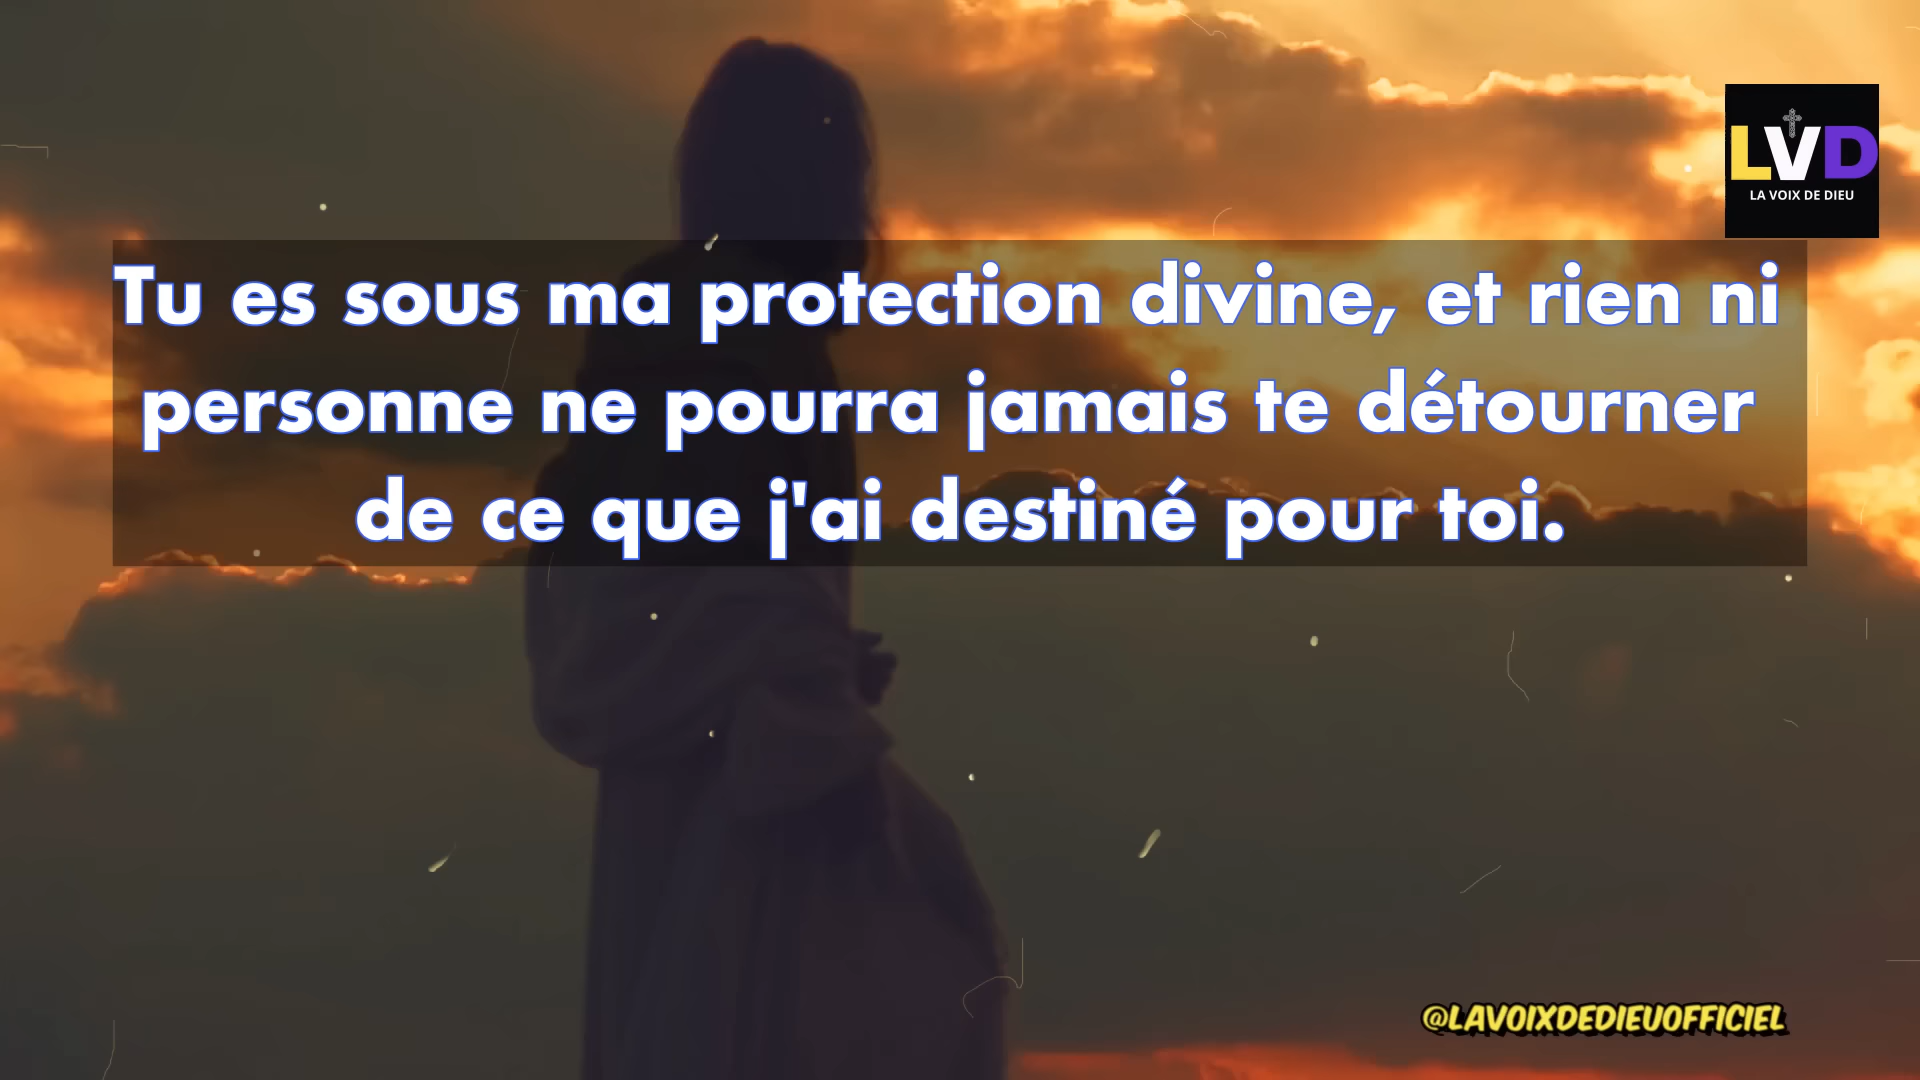 LVD
LA VOIX DE DIEU
Tu es sous ma protection divine, et rien ni
personne ne pourra jamais te détourner
de ce que j'ai destiné pour toi.
@LAVOIXDEDIEUOFFICIEL